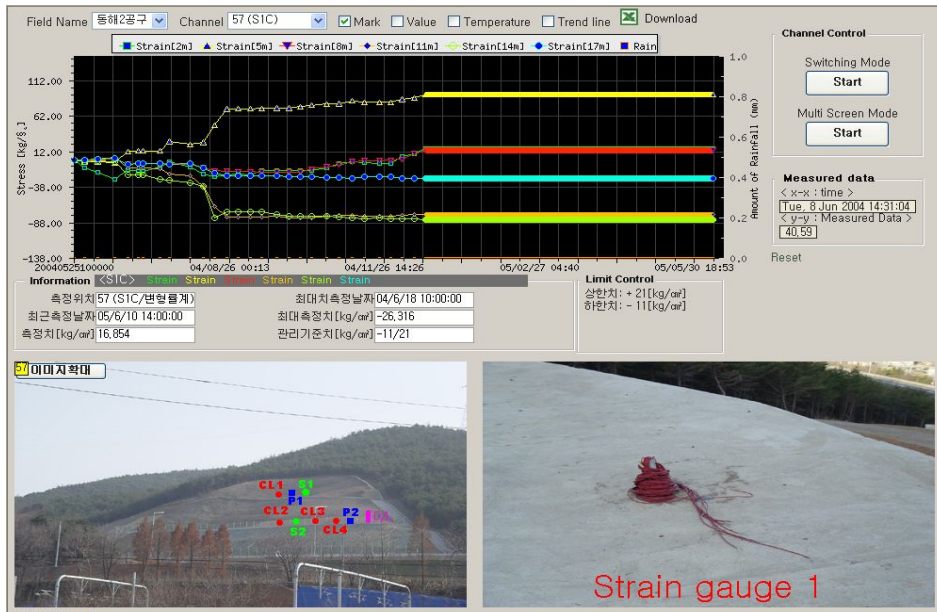 Field Name 동해2공구 Channel 57 (S1C) Mark Value Temperature Trend line Download
Strain[2m] Strain[5m] Strain[8m] Strain[11m] Strain[14m] Strain[17m] Rain
Stress [kg/㎠]
112.00
62.00
12.00
-38.00
-88.00
-138.00
1.0
0.8
0.6
0.4
0.2
0.0
Amount of Rainfall (mm)
20040525100000 04/08/26 00:13 04/11/26 14:26 05/02/27 04:40 05/05/30 18:53
Channel Control
Switching Mode
Start
Multi Screen Mode
Start
Measured data
< x-x : time >
Tue, 8 Jun 2004 14:31:04
< y-y : Measured Data >
40.59
Reset
Information <S1C> Strain Strain Strain Strain Strain Strain
측정위치 57 (S1C/변형률계) 최대치측정날짜 04/6/18 10:00:00
최근측정날짜 05/6/10 14:00:00 최대측정치[kg/㎠] -26,316
측정치[kg/㎠] 16,854 관리기준치[kg/㎠] -11/21
Limit Control
상한치: + 21[kg/㎠]
하한치: - 11[kg/㎠]
57 이미지확대
CL1 S1
P1
CL2 CL3 P2
S2 CL4
Strain gauge 1